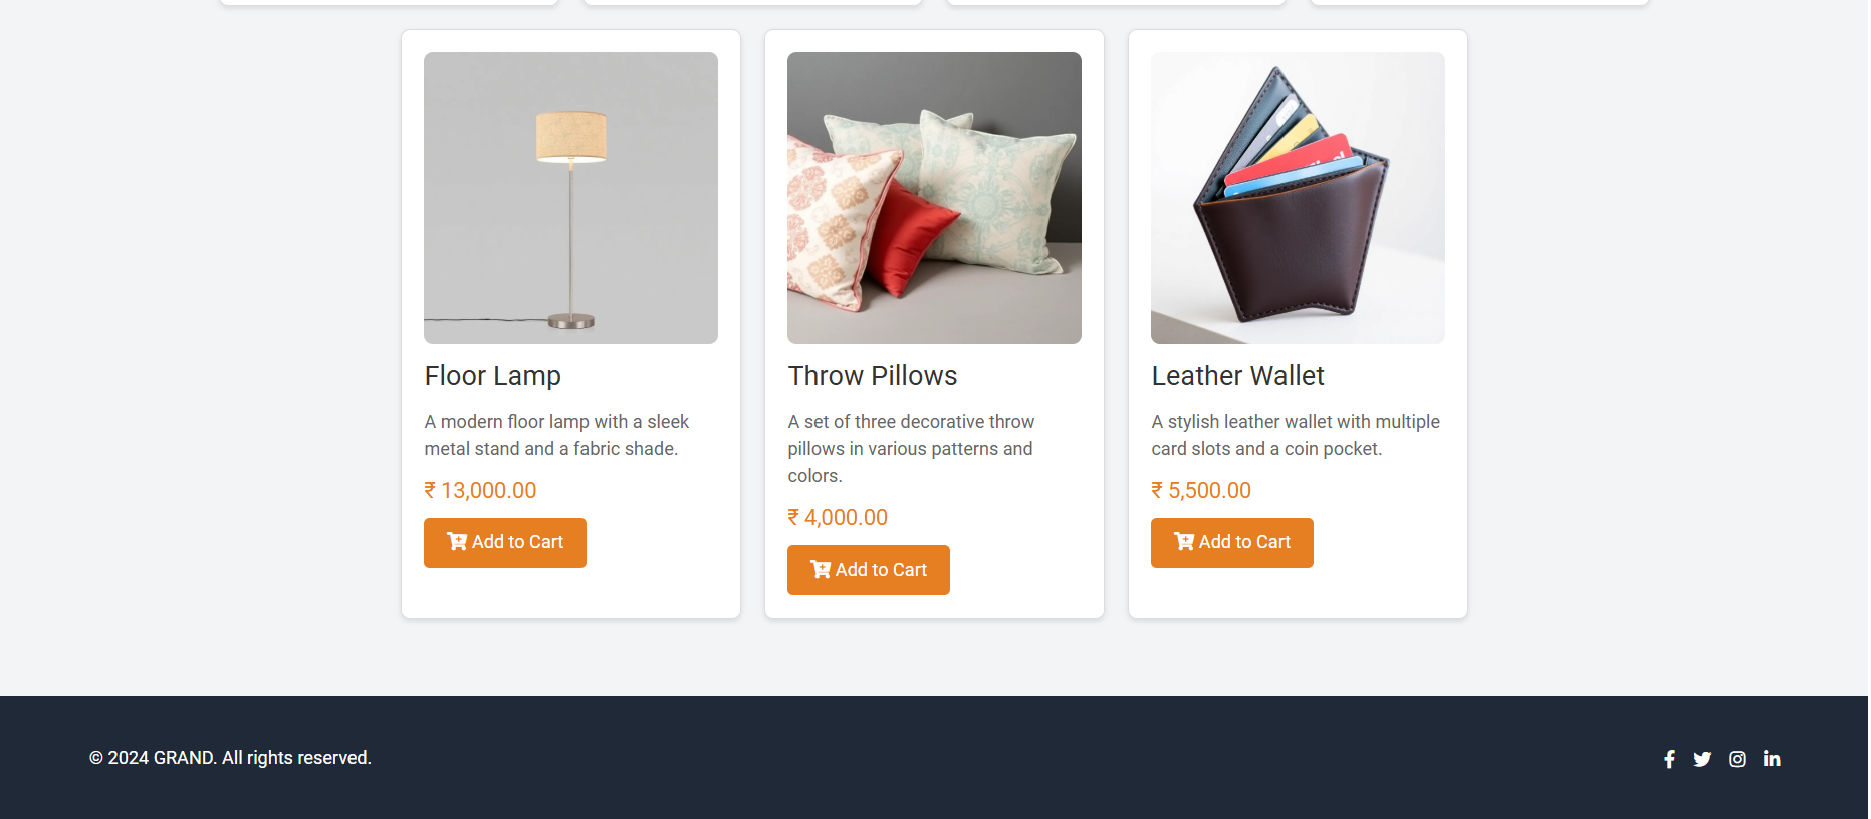 Floor Lamp
A modern floor lamp with a sleek
metal stand and a fabric shade.
₹ 13,000.00
Add to Cart
Throw Pillows
A set of three decorative throw
pillows in various patterns and
colors.
₹ 4,000.00
Add to Cart
Leather Wallet
A stylish leather wallet with multiple
card slots and a coin pocket.
₹ 5,500.00
Add to Cart
© 2024 GRAND. All rights reserved.